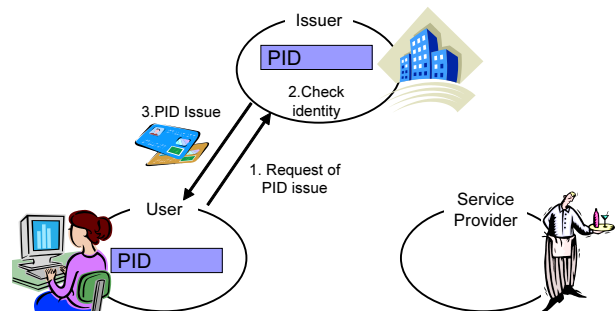 Issuer
PID
2.Check
identity
3.PID Issue
1. Request of
PID issue
User
PID
Service
Provider